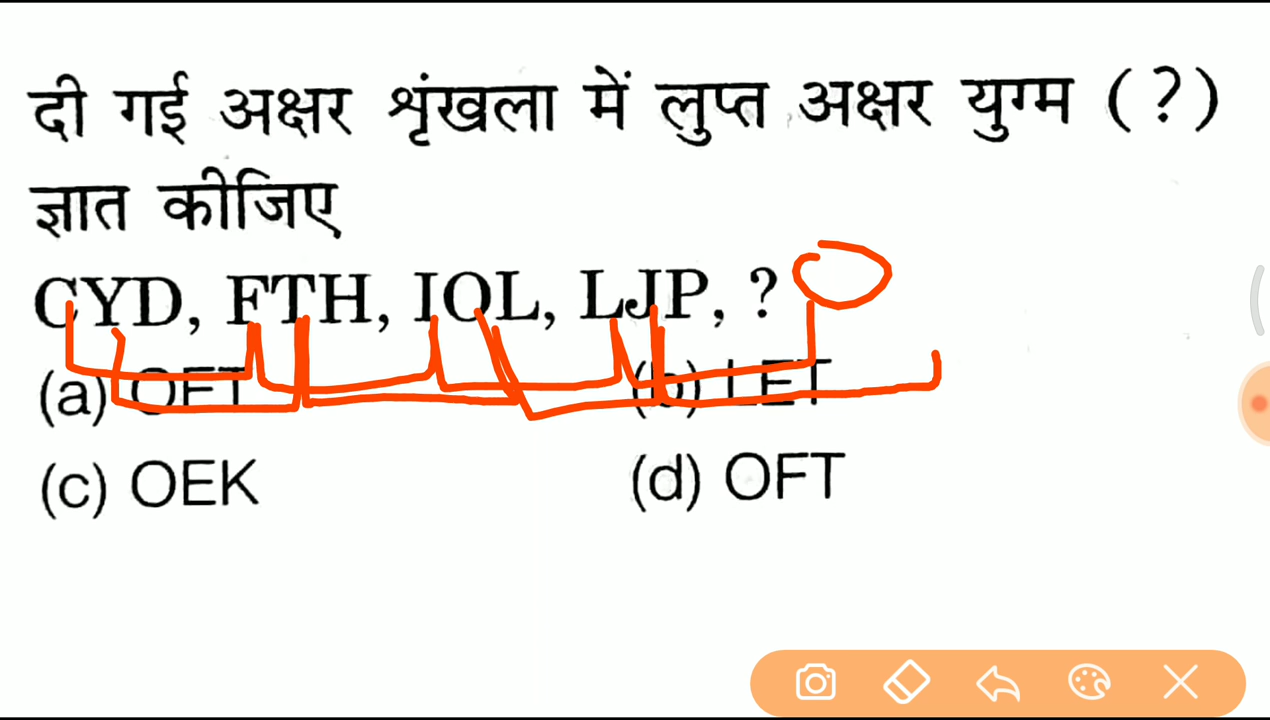 दी गई अक्षर श्रृंखला में लुप्त अक्षर युग्म (?)
ज्ञात कीजिए
CYD, FTH, IOL, LJP, ?
(a) (b)
(c) OEK (d) OFT